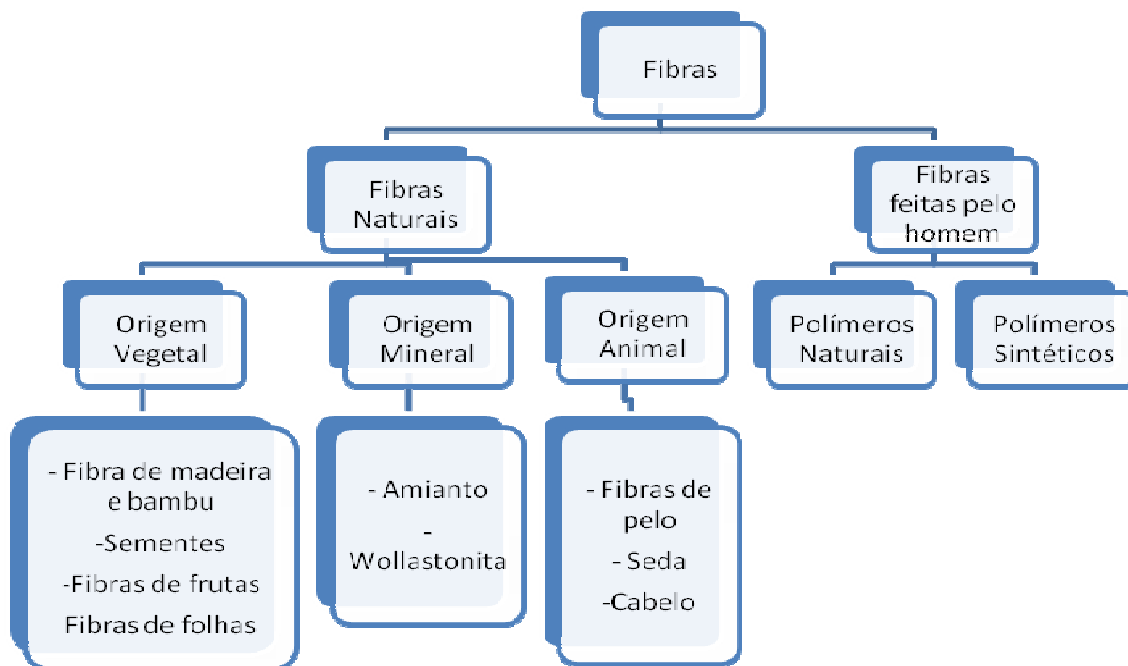 Fibras
Fibras
Naturais
Fibras
feitas pelo
homem
Origem
Vegetal
Origem
Mineral
Origem
Animal
Polímeros
Naturais
Polímeros
Sintéticos
- Fibra de madeira
e bambu
-Sementes
-Fibras de frutas
Fibras de folhas
- Amianto
-
Wollastonita
- Fibras de
pelo
- Seda
-Cabelo